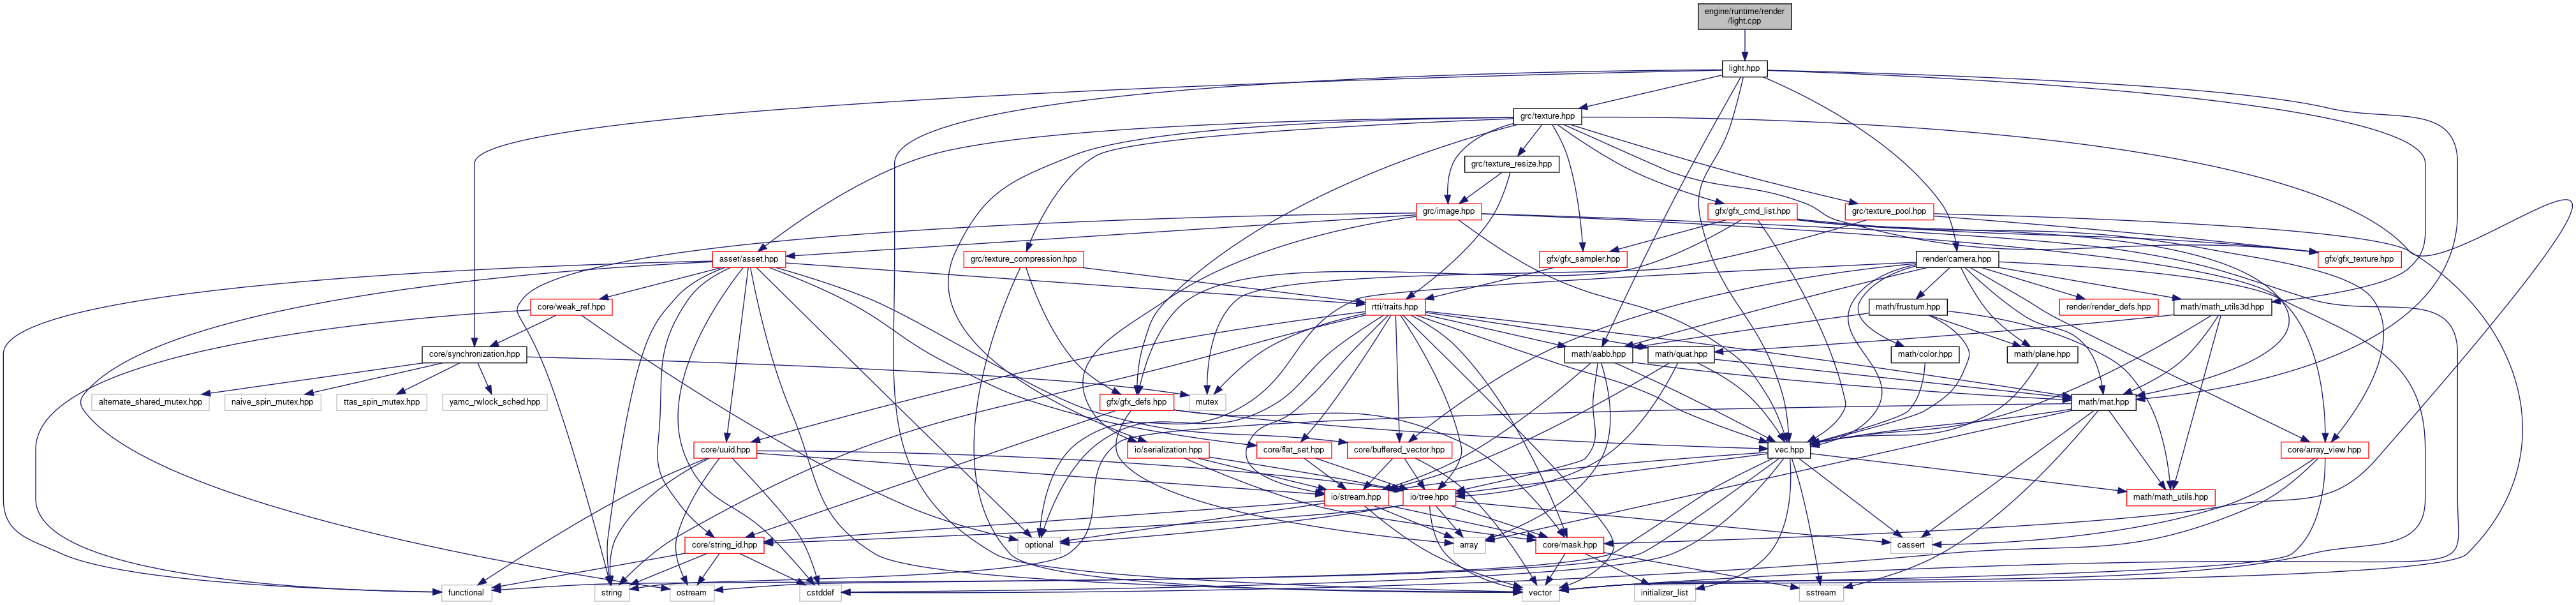 engine/runtime/render
/light.cpp
light.hpp
grc/texture.hpp
grc/texture_resize.hpp
grc/image.hpp
gfx/gfx_cmd_list.hpp
grc/texture_pool.hpp
asset/asset.hpp
grc/texture_compression.hpp
gfx/gfx_sampler.hpp
render/camera.hpp
gfx/gfx_texture.hpp
core/weak_ref.hpp
rtti/traits.hpp
math/frustum.hpp
render/render_defs.hpp
math/math_utils3d.hpp
core/synchronization.hpp
math/aabb.hpp
math/quat.hpp
math/color.hpp
math/plane.hpp
alternate_shared_mutex.hpp
naive_spin_mutex.hpp
ttas_spin_mutex.hpp
yamc_rwlock_sched.hpp
mutex
gfx/gfx_defs.hpp
math/mat.hpp
core/uuid.hpp
io/serialization.hpp
core/flat_set.hpp
core/buffered_vector.hpp
vec.hpp
core/array_view.hpp
io/stream.hpp
io/tree.hpp
math/math_utils.hpp
core/string_id.hpp
optional
array
core/mask.hpp
cassert
functional
string
ostream
cstddef
vector
initializer_list
sstream